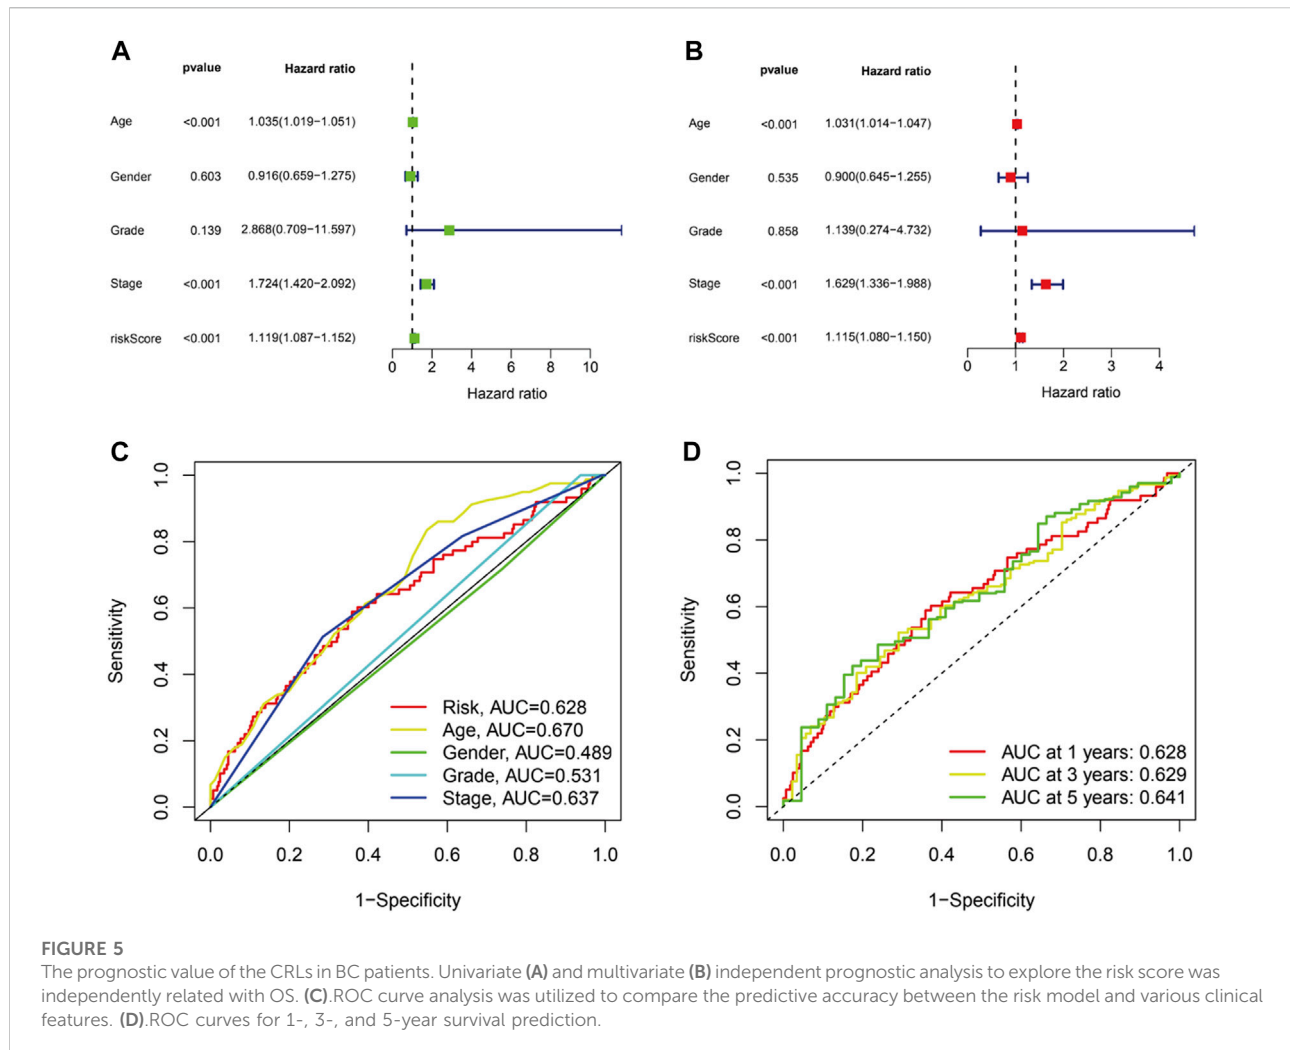 A
pvalue Hazard ratio
Age <0.001 1.035(1.019−1.051)
Gender 0.603 0.916(0.659−1.275)
Grade 0.139 2.868(0.709−11.597)
Stage <0.001 1.724(1.420−2.092)
riskScore <0.001 1.119(1.087−1.152)
0 2 4 6 8 10
Hazard ratio
B
pvalue Hazard ratio
Age <0.001 1.031(1.014−1.047)
Gender 0.535 0.900(0.645−1.255)
Grade 0.858 1.139(0.274−4.732)
Stage <0.001 1.629(1.336−1.988)
riskScore <0.001 1.115(1.080−1.150)
0 1 2 3 4
Hazard ratio
C
Sensitivity
1.0
0.8
0.6
0.4
0.2
0.0
Risk, AUC=0.628
Age, AUC=0.670
Gender, AUC=0.489
Grade, AUC=0.531
Stage, AUC=0.637
0.0 0.2 0.4 0.6 0.8 1.0
1−Specificity
D
Sensitivity
1.0
0.8
0.6
0.4
0.2
0.0
AUC at 1 years: 0.628
AUC at 3 years: 0.629
AUC at 5 years: 0.641
0.0 0.2 0.4 0.6 0.8 1.0
1−Specificity
FIGURE 5
The prognostic value of the CRLs in BC patients. Univariate (A) and multivariate (B) independent prognostic analysis to explore the risk score was
independently related with OS. (C).ROC curve analysis was utilized to compare the predictive accuracy between the risk model and various clinical
features. (D).ROC curves for 1-, 3-, and 5-year survival prediction.